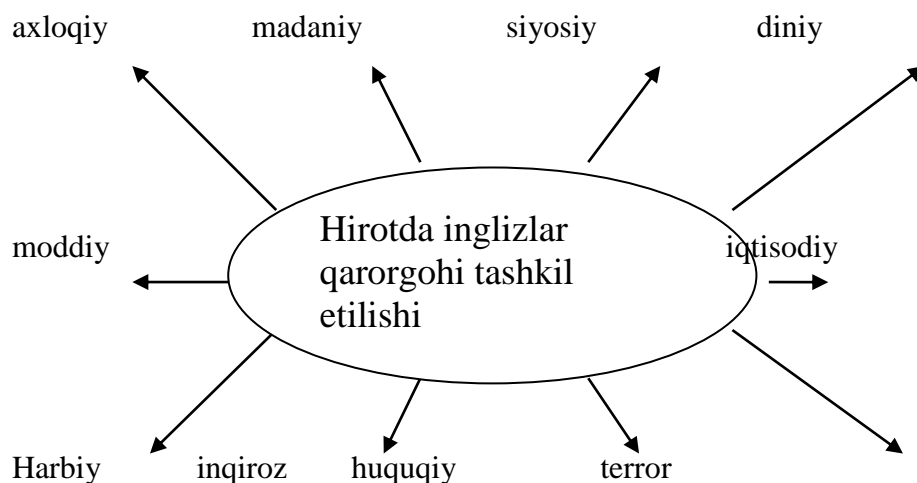 axloqiy madaniy siyosiy diniy
Hirotda inglizlar
qarorgohi tashkil
etilishi
moddiy
iqtisodiy
Harbiy inqiroz huquqiy terror